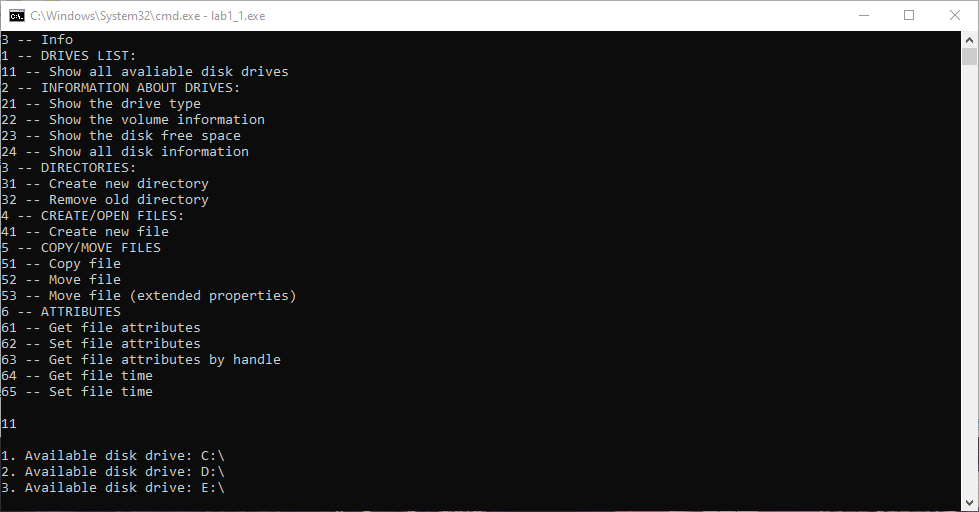 C:\Windows\System32\cmd.exe - lab1_1.exe
3 -- Info
1 -- DRIVES LIST:
11 -- Show all avaliable disk drives
2 -- INFORMATION ABOUT DRIVES:
21 -- Show the drive type
22 -- Show the volume information
23 -- Show the disk free space
24 -- Show all disk information
3 -- DIRECTORIES:
31 -- Create new directory
32 -- Remove old directory
4 -- CREATE/OPEN FILES:
41 -- Create new file
5 -- COPY/MOVE FILES
51 -- Copy file
52 -- Move file
53 -- Move file (extended properties)
6 -- ATTRIBUTES
61 -- Get file attributes
62 -- Set file attributes
63 -- Get file attributes by handle
64 -- Get file time
65 -- Set file time
11
1. Available disk drive: C:\
2. Available disk drive: D:\
3. Available disk drive: E:\